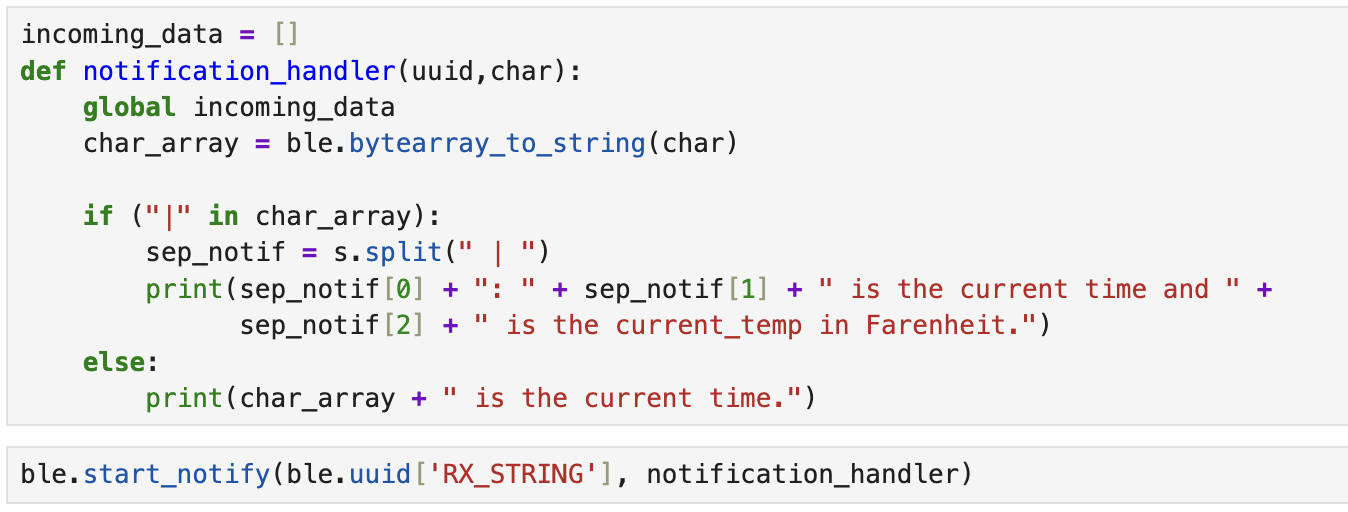 incoming_data = []
def notification_handler(uuid,char):
    global incoming_data
    char_array = ble.bytearray_to_string(char)
    if ("|" in char_array):
        sep_notif = s.split(" | ")
        print(sep_notif[0] + ": " + sep_notif[1] + " is the current time and " +
              sep_notif[2] + " is the current_temp in Farenheit.")
    else:
        print(char_array + " is the current time.")
ble.start_notify(ble.uuid['RX_STRING'], notification_handler)